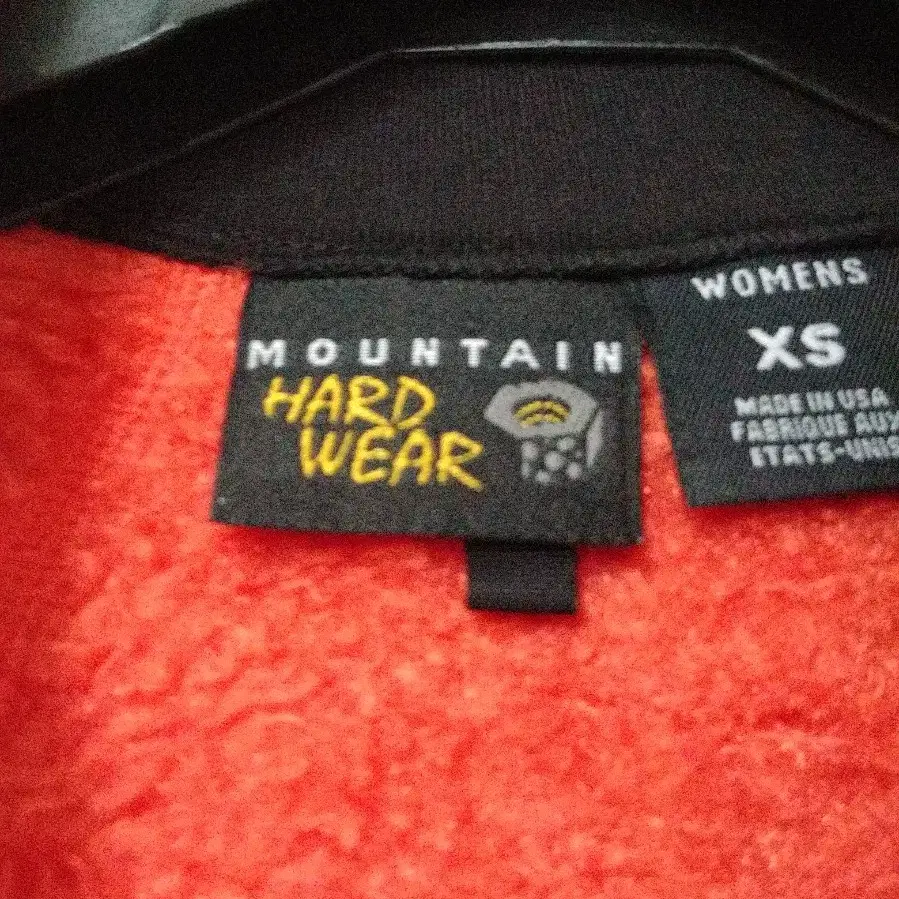 MOUNTAIN
HARD
WEAR
WOMENS
XS
MADE IN USA
FABRIQUE AUX
ETATS-UNIS